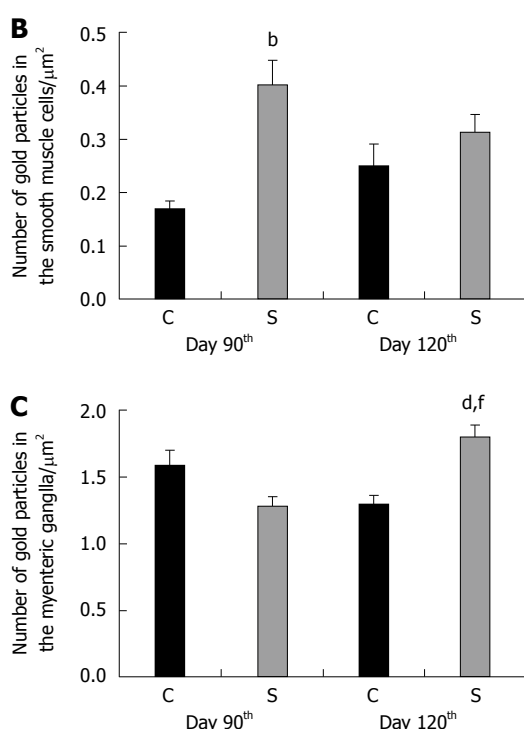 B
Number of gold particles in
the smooth muscle cells/μm²
0.5
0.4
0.3
0.2
0.1
0.0
b
C S C S
Day 90th Day 120th
C
Number of gold particles in
the myenteric ganglla/μm²
2.0
1.5
1.0
0.5
0.0
d,f
C S C S
Day 90th Day 120th